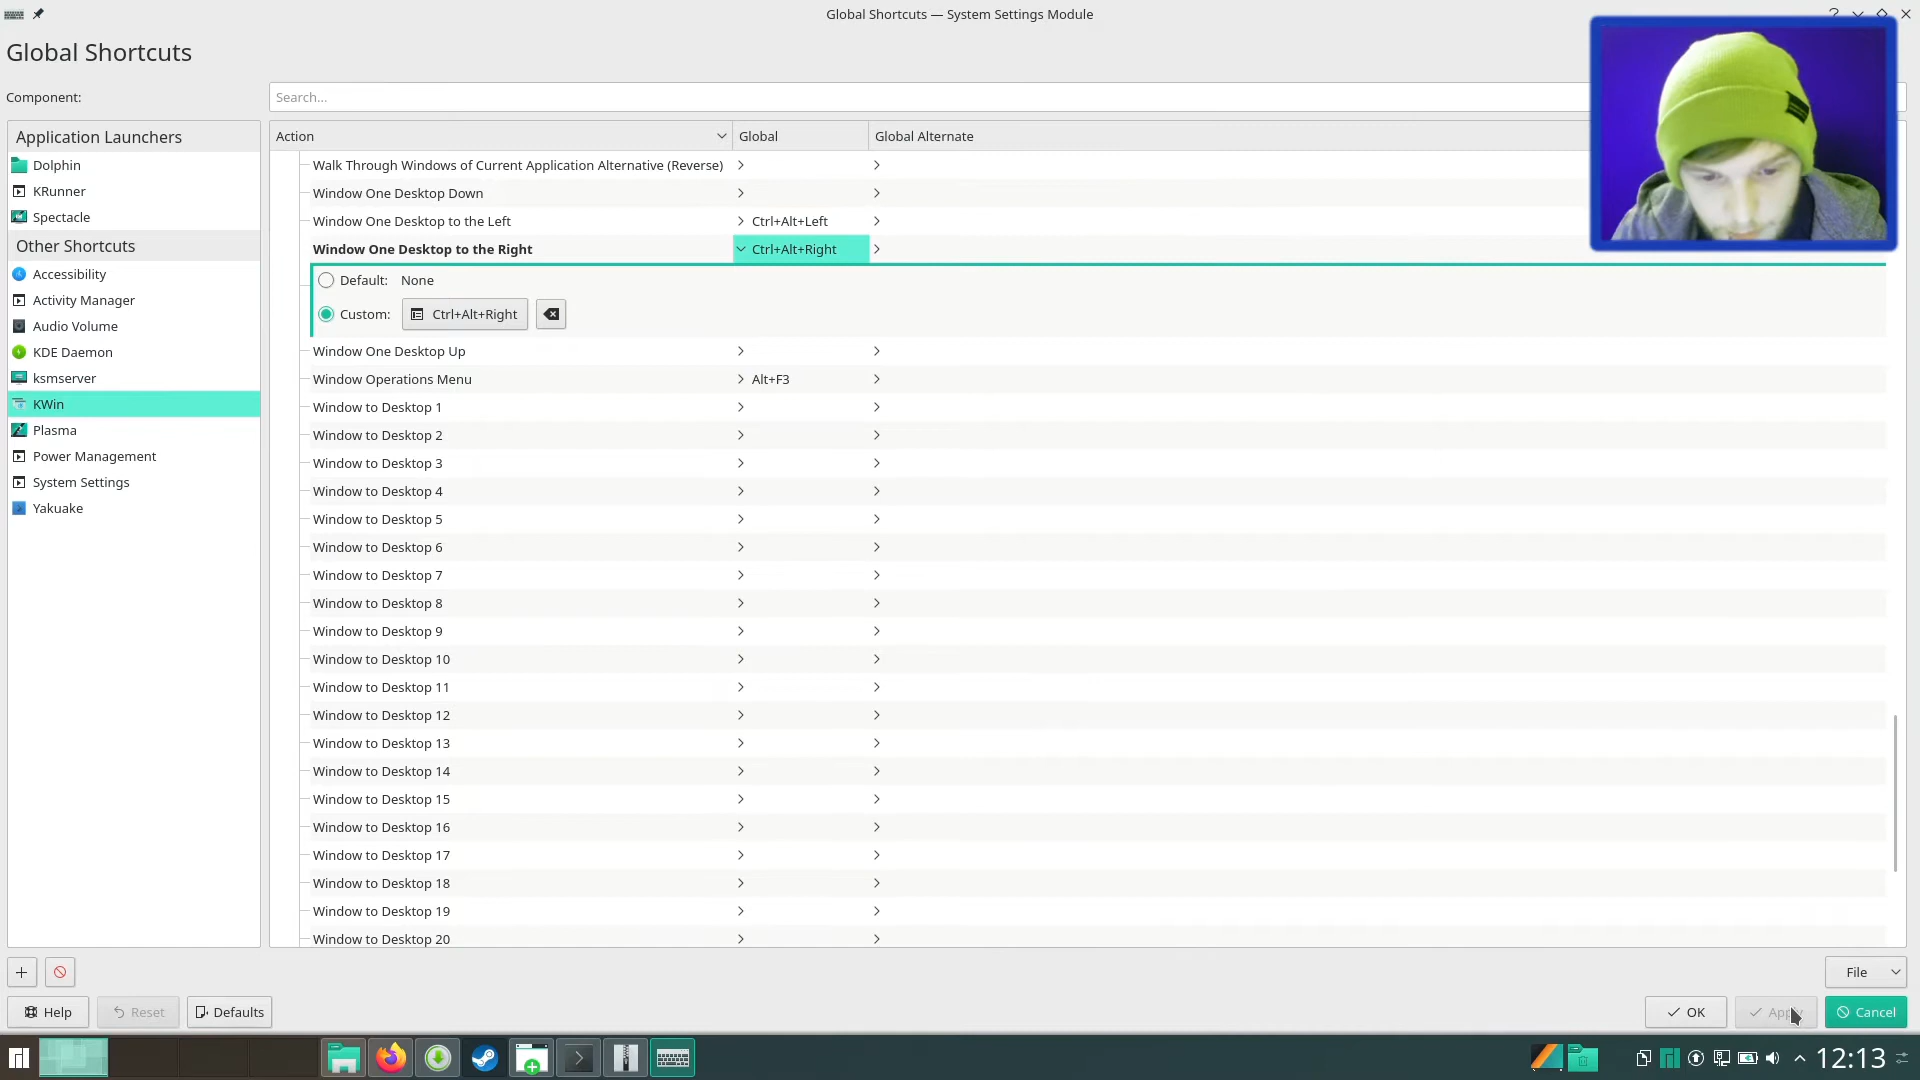 Global Shortcuts — System Settings Module
Global Shortcuts
Component:
Search...
Application Launchers
Dolphin
KRunner
Spectacle
Other Shortcuts
Accessibility
Activity Manager
Audio Volume
KDE Daemon
ksmserver
KWin
Plasma
Power Management
System Settings
Yakuake
Action Global Global Alternate
Walk Through Windows of Current Application Alternative (Reverse)
Window One Desktop Down
Window One Desktop to the Left Ctrl+Alt+Left
Window One Desktop to the Right Ctrl+Alt+Right
Default: None
Custom: Ctrl+Alt+Right
Window One Desktop Up
Window Operations Menu Alt+F3
Window to Desktop 1
Window to Desktop 2
Window to Desktop 3
Window to Desktop 4
Window to Desktop 5
Window to Desktop 6
Window to Desktop 7
Window to Desktop 8
Window to Desktop 9
Window to Desktop 10
Window to Desktop 11
Window to Desktop 12
Window to Desktop 13
Window to Desktop 14
Window to Desktop 15
Window to Desktop 16
Window to Desktop 17
Window to Desktop 18
Window to Desktop 19
Window to Desktop 20
File
Help Reset Defaults OK Apply Cancel
12:13